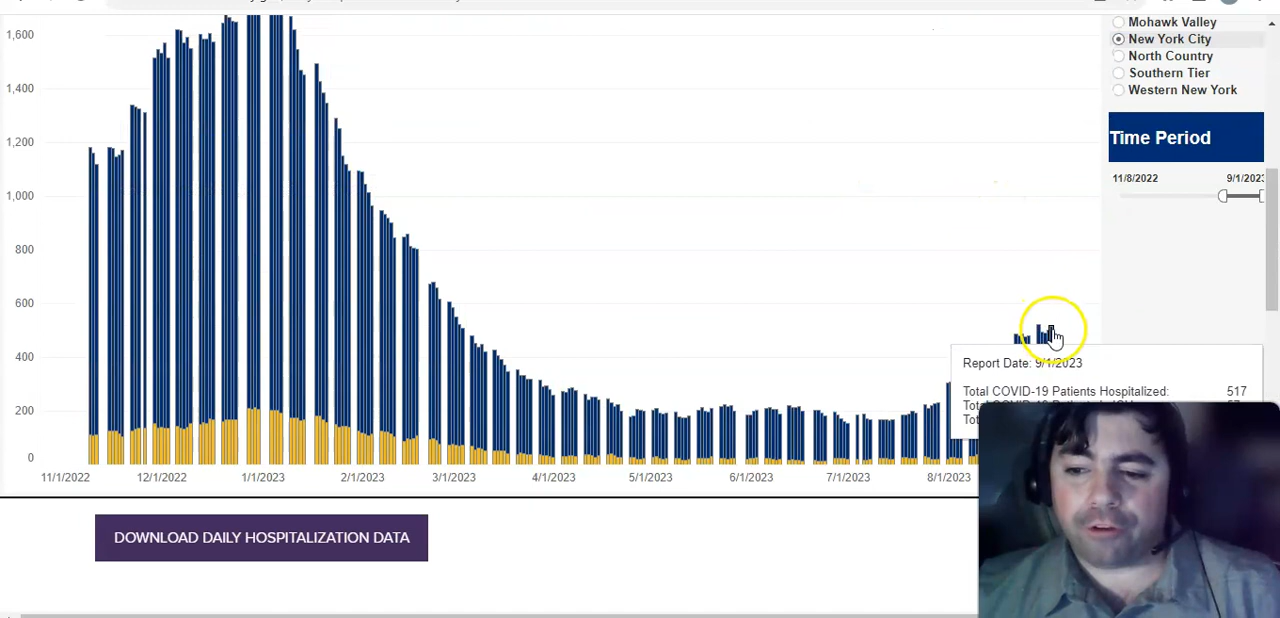 1,600
1,400
1,200
1,000
800
600
400
200
0
11/1/2022 12/1/2022 1/1/2023 2/1/2023 3/1/2023 4/1/2023 5/1/2023 6/1/2023 7/1/2023 8/1/2023
Mohawk Valley
New York City
North Country
Southern Tier
Western New York
Time Period
11/8/2022 9/1/2023
Report Date: 9/1/2023
Total COVID-19 Patients Hospitalized: 517
DOWNLOAD DAILY HOSPITALIZATION DATA